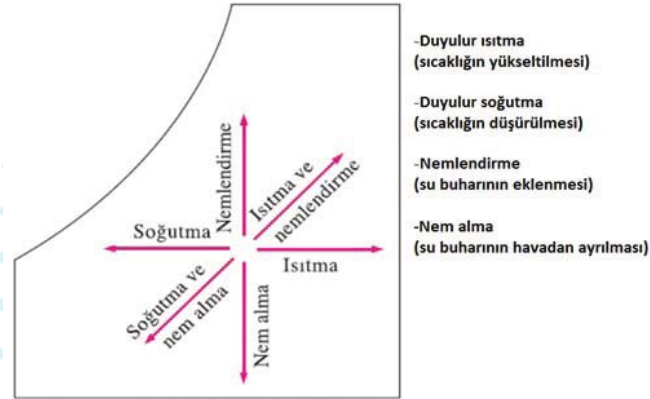 Nemlendirme
Isıtma ve
nemlendirme
Soğutma
Isıtma
Soğutma ve
nem alma
Nem alma
-Duyulur ısıtma
(sıcaklığın yükseltilmesi)
-Duyulur soğutma
(sıcaklığın düşürülmesi)
-Nemlendirme
(su buharının eklenmesi)
-Nem alma
(su buharının havadan ayrılması)